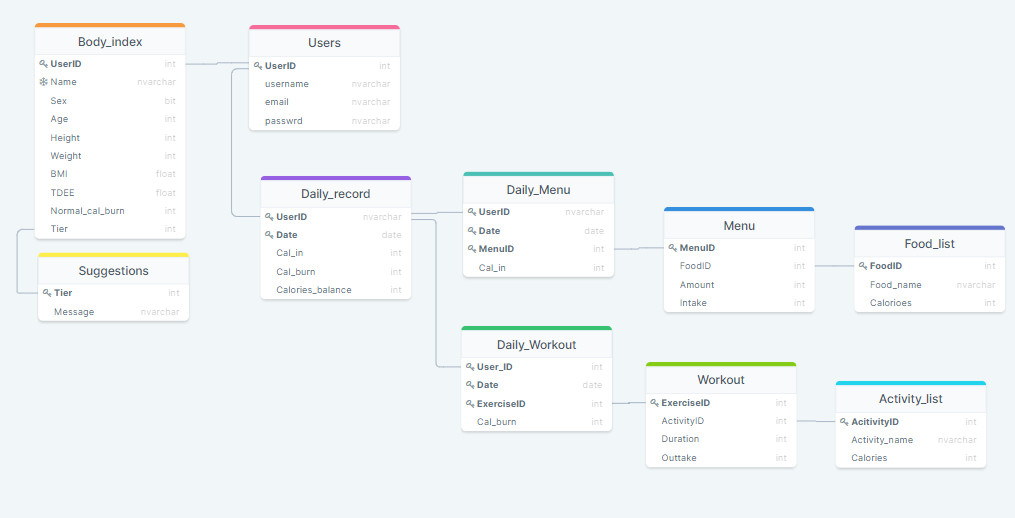 Body_index
UserID int
Name nvarchar
Sex bit
Age int
Height int
Weight int
BMI float
TDEE float
Normal_cal_burn int
Tier int
Users
UserID int
username nvarchar
email nvarchar
passwrd nvarchar
Suggestions
Tier int
Message nvarchar
Daily_record
UserID nvarchar
Date date
Cal_in int
Cal_burn int
Calories_balance int
Daily_Menu
UserID nvarchar
Date date
MenuID int
Cal_in int
Menu
MenuID int
FoodID int
Amount int
Intake int
Food_list
FoodID int
Food_name nvarchar
Calorioes int
Daily_Workout
User_ID int
Date date
ExerciseID int
Cal_burn int
Workout
ExerciseID int
ActivityID int
Duration int
Outtake int
Activity_list
AcitivityID int
Activity_name nvarchar
Calories int